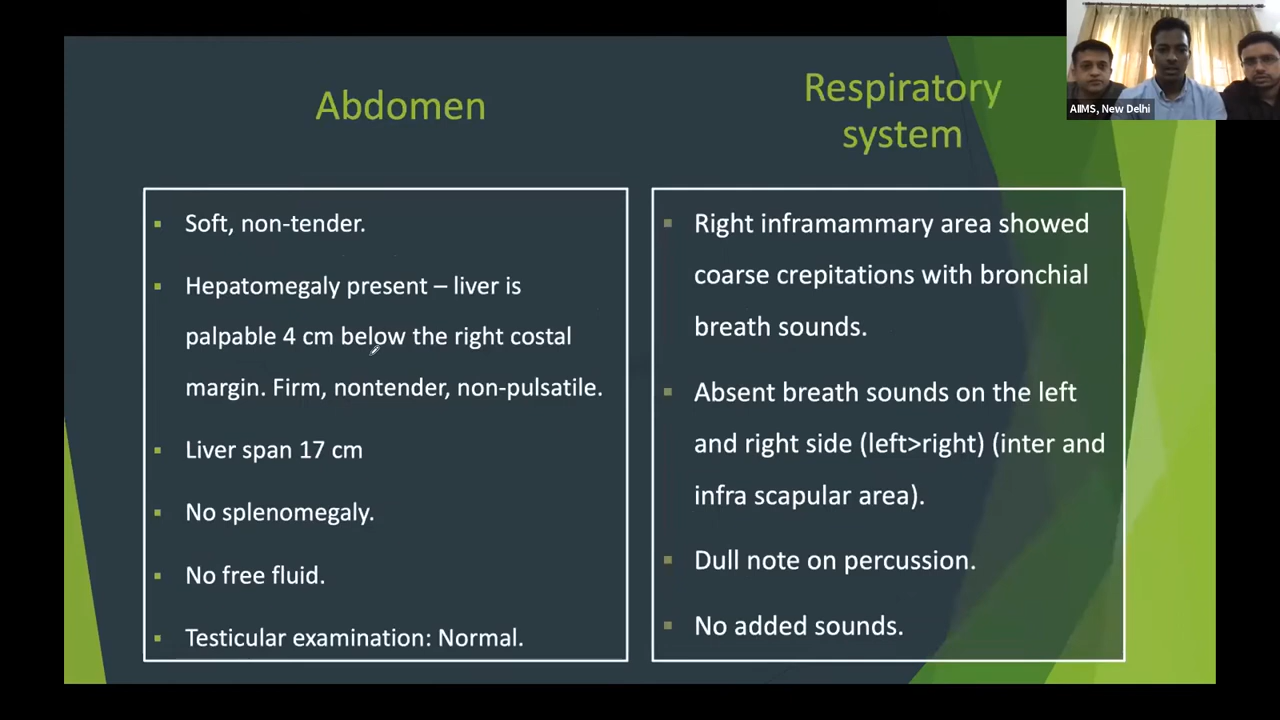 Abdomen
Respiratory
system
Soft, non-tender.
Hepatomegaly present – liver is
palpable 4 cm below the right costal
margin. Firm, nontender, non-pulsatile.
Liver span 17 cm
No splenomegaly.
No free fluid.
Testicular examination: Normal.
Right inframammary area showed
coarse crepitations with bronchial
breath sounds.
Absent breath sounds on the left
and right side (left>right) (inter and
infra scapular area).
Dull note on percussion.
No added sounds.
AIIMS, New Delhi